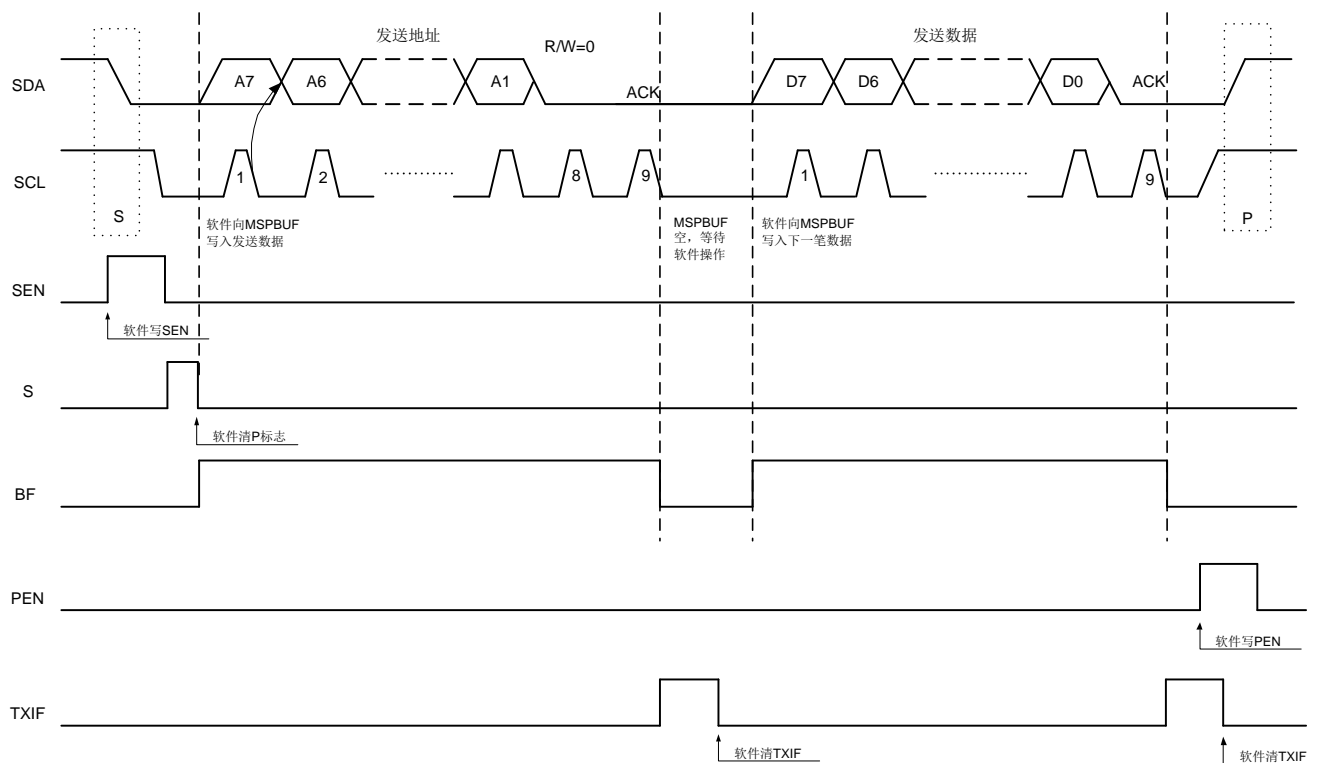 发送地址
R/W=0
发送数据
SDA
A7
A6
A1
ACK
D7
D6
D0
ACK
SCL
1
2
8
9
1
9
S
P
软件向MSPBUF
写入发送数据
MSPBUF
空，等待
软件操作
软件向MSPBUF
写入下一笔数据
SEN
软件写SEN
S
软件清P标志
BF
PEN
软件写PEN
TXIF
软件清TXIF
软件清TXIF